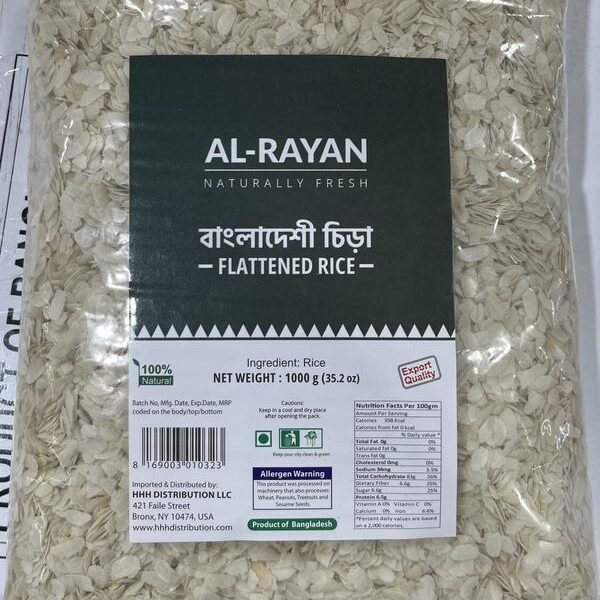 AL-RAYAN
NATURALLY FRESH
বাংলাদেশী চিড়া
FLATTENED RICE
100%
Natural
Ingredient: Rice
NET WEIGHT : 1000 g (35.2 oz)
Export
Quality
Batch No, Mfg. Date, Exp.Date, MRP
coded on the body/top/bottom
8 169003 010323
Imported & Distributed by:
HHH DISTRIBUTION LLC
421 Faile Street
Bronx, NY 10474, USA
www.hhhdistribution.com
Cautions:
Keep in a cool and dry place
after opening the pack.
Keep your city clean & green
Allergen Warning
This product was processed on
machinery that also processes
Wheat, Peanuts, Treenuts and
Sesame Seeds.
Product of Bangladesh
Nutrition Facts Per 100gm
Amount Per Serving
Calories 358 Kcal
Calories from fat 0 kcal
% Daily value *
Total Fat 0g 0%
Saturated Fat 0g 0%
Trans fat 0g
Cholesterol 0mg 0%
Sodium 34mg 3.5%
Total Carbohydrate 83g 26%
Dietary Fiber 6.6g 25%
Sugar 6.6g 25%
Protein 6.5g
Vitamin A 0% Vitamin C 0%
Calcium 0% Iron 6.6%
*Percent daily values are based
on a 2,000 calories.